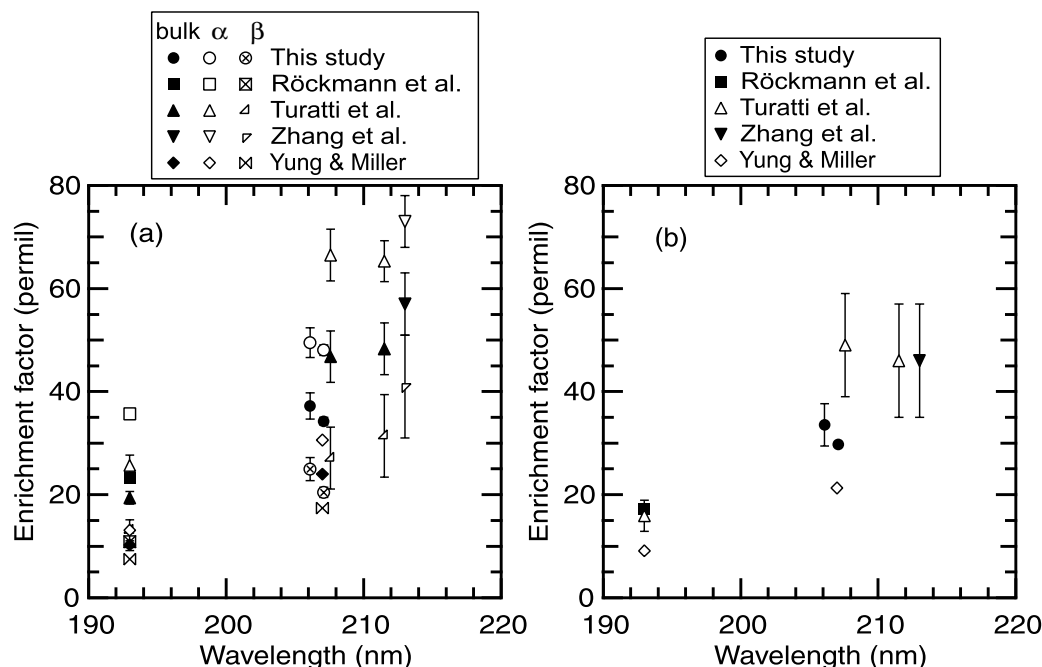 bulk α β
This study
Röckmann et al.
Turatti et al.
Zhang et al.
Yung & Miller
This study
Röckmann et al.
Turatti et al.
Zhang et al.
Yung & Miller
80
60
40
20
0
Enrichment factor (permil)
(a)
190 200 210 220
Wavelength (nm)
80
60
40
20
0
Enrichment factor (permil)
(b)
190 200 210 220
Wavelength (nm)